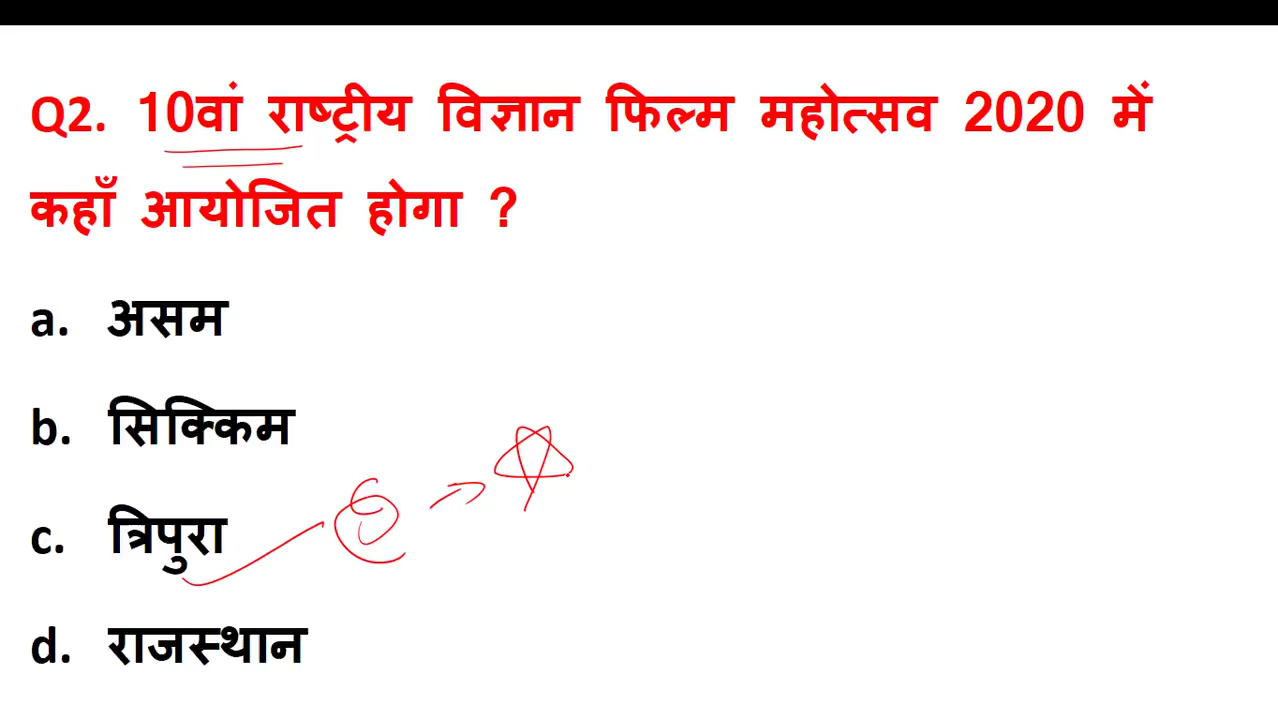 Q2. 10वां राष्ट्रीय विज्ञान फिल्म महोत्सव 2020 में
कहाँ आयोजित होगा ?
a. असम
b. सिक्किम
c. त्रिपुरा
d. राजस्थान